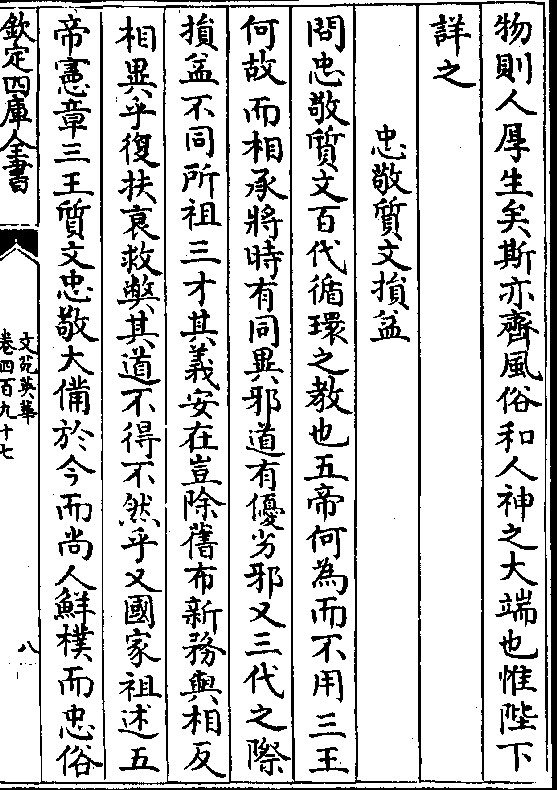 物則人厚生矣斯亦齊風俗和人神之大端也惟陛下
詳之
忠敬質文損益
問忠敬質文百代循環之教也五帝何為而不用三王
何故而相承將時有同異邪道有優劣邪又三代之際
損益不同所祖三才其義安在豈除舊布新務與相反
相異乎復扶衰救弊其道不得不然乎又國家祖述五
帝憲章三王質文忠敬大備於今而尚人鮮樸而忠俗
欽定四庫全書
文苑英華
卷四百九十七
八